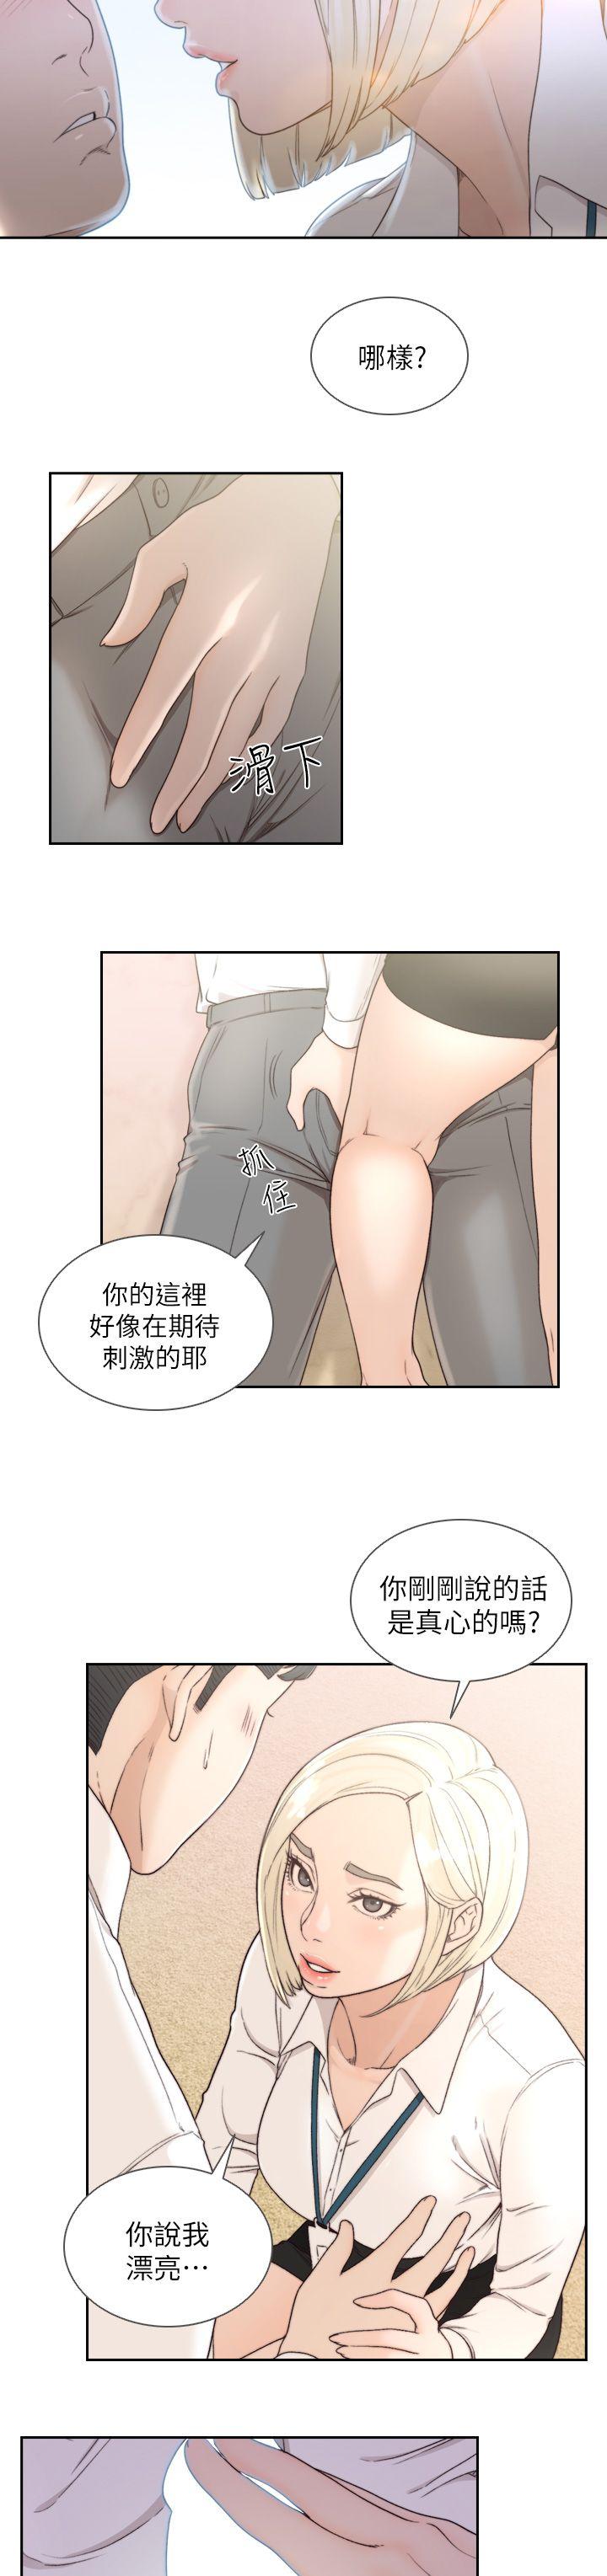 哪樣?
滑下
抓
住
你的這裡
好像在期待
刺激的耶
你剛剛說的話
是真心的嗎?
你說我
漂亮…